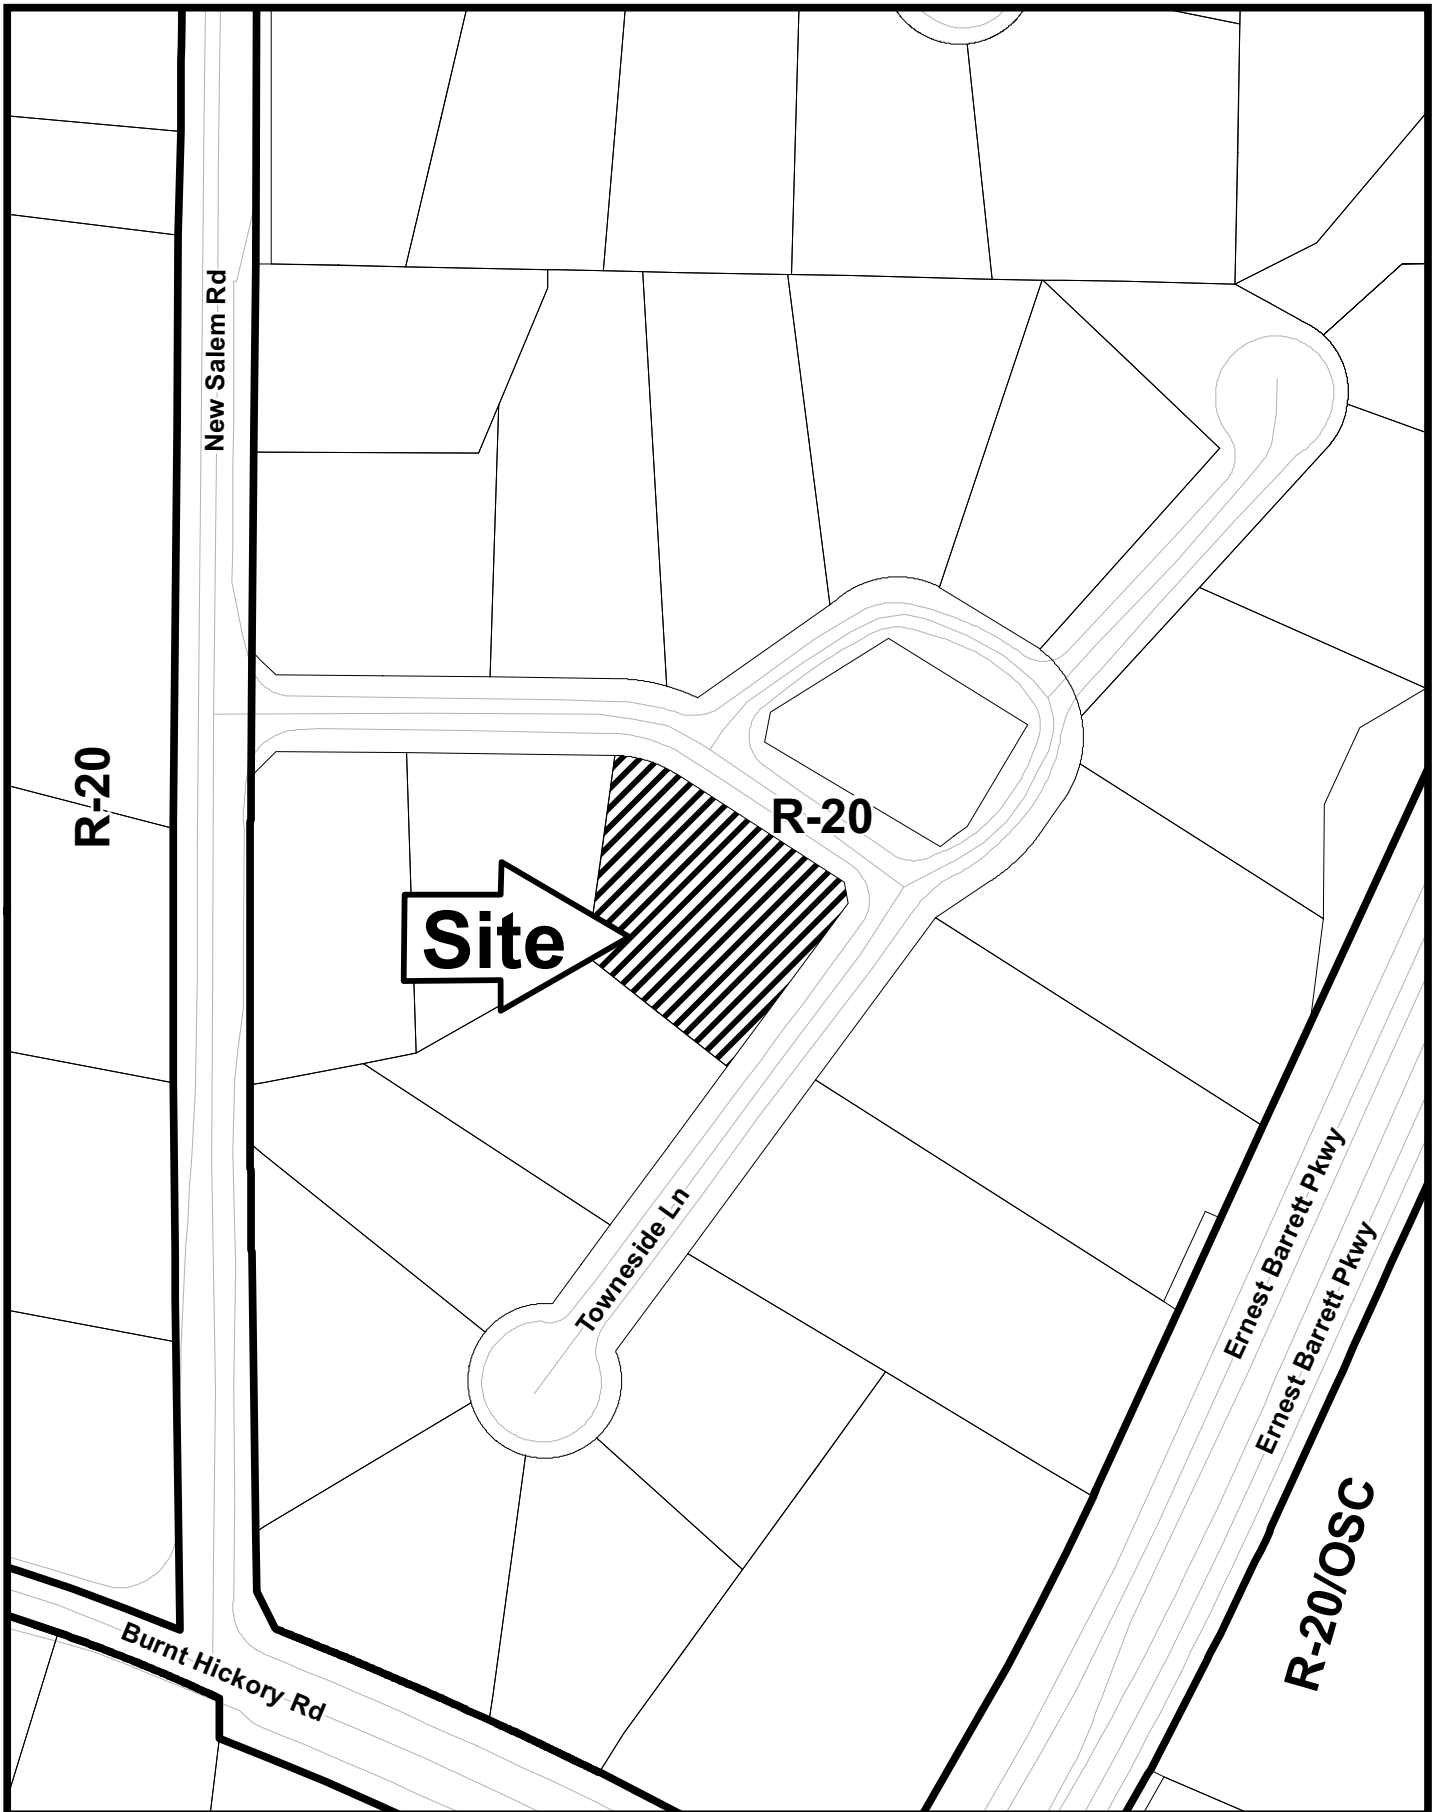 New Salem Rd
R-20
R-20
Site
Towneside Ln
Ernest Barrett Pkwy
Ernest Barrett Pkwy
R-20/OSC
Burnt Hickory Rd